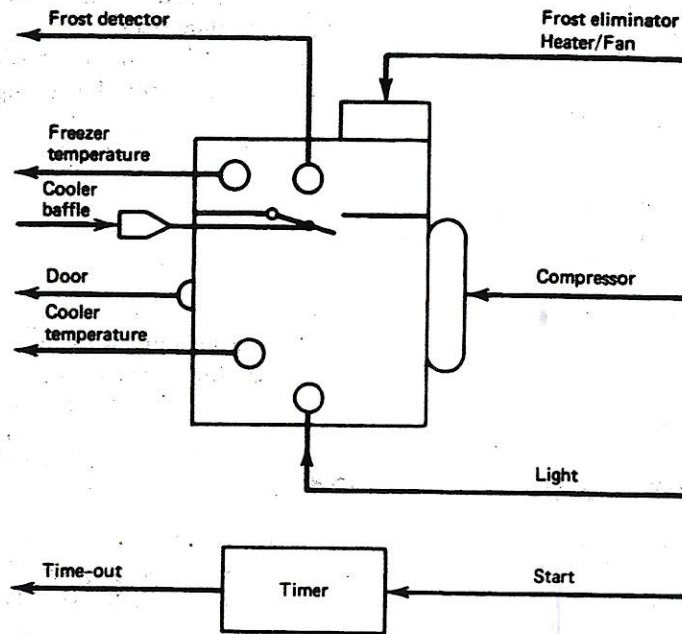 Frost detector
Frost eliminator
Heater/Fan
Freezer
temperature
Cooler
baffle
Door
Compressor
Cooler
temperature
Light
Time-out
Timer
Start